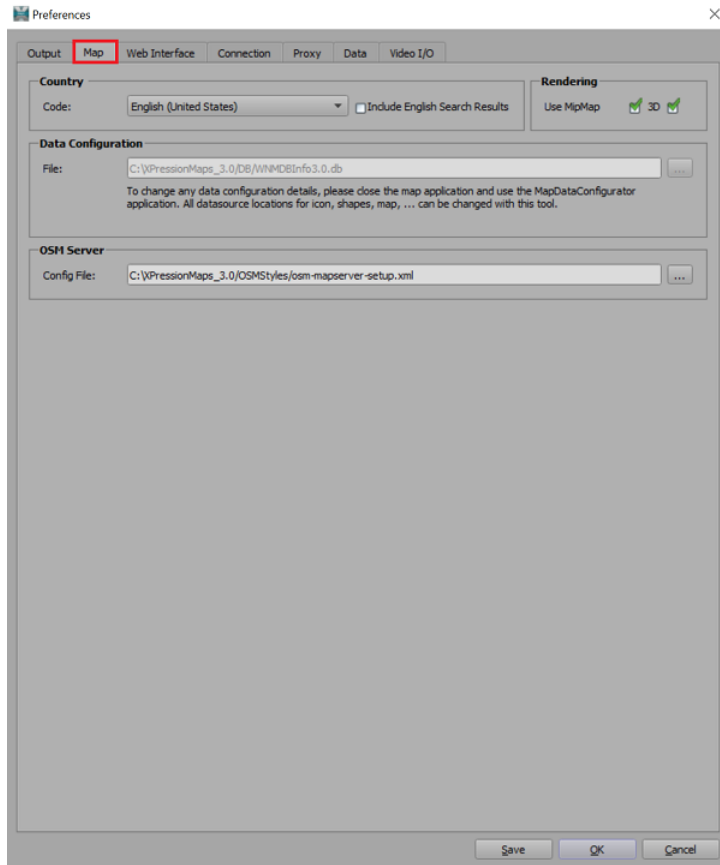 Preferences
Output Map Web Interface Connection Proxy Data Video I/O
Country Rendering
Code: English (United States) Include English Search Results Use MipMap 3D
Data Configuration
File: C:\XPressionMaps_3.0/DB/WNMDBInfo3.0.db ...
To change any data configuration details, please close the map application and use the MapDataConfigurator
application. All datasource locations for icon, shapes, map, ... can be changed with this tool.
OSM Server
Config File: C:\XPressionMaps_3.0/OSMStyles/osm-mapserver-setup.xml ...
Save OK Cancel